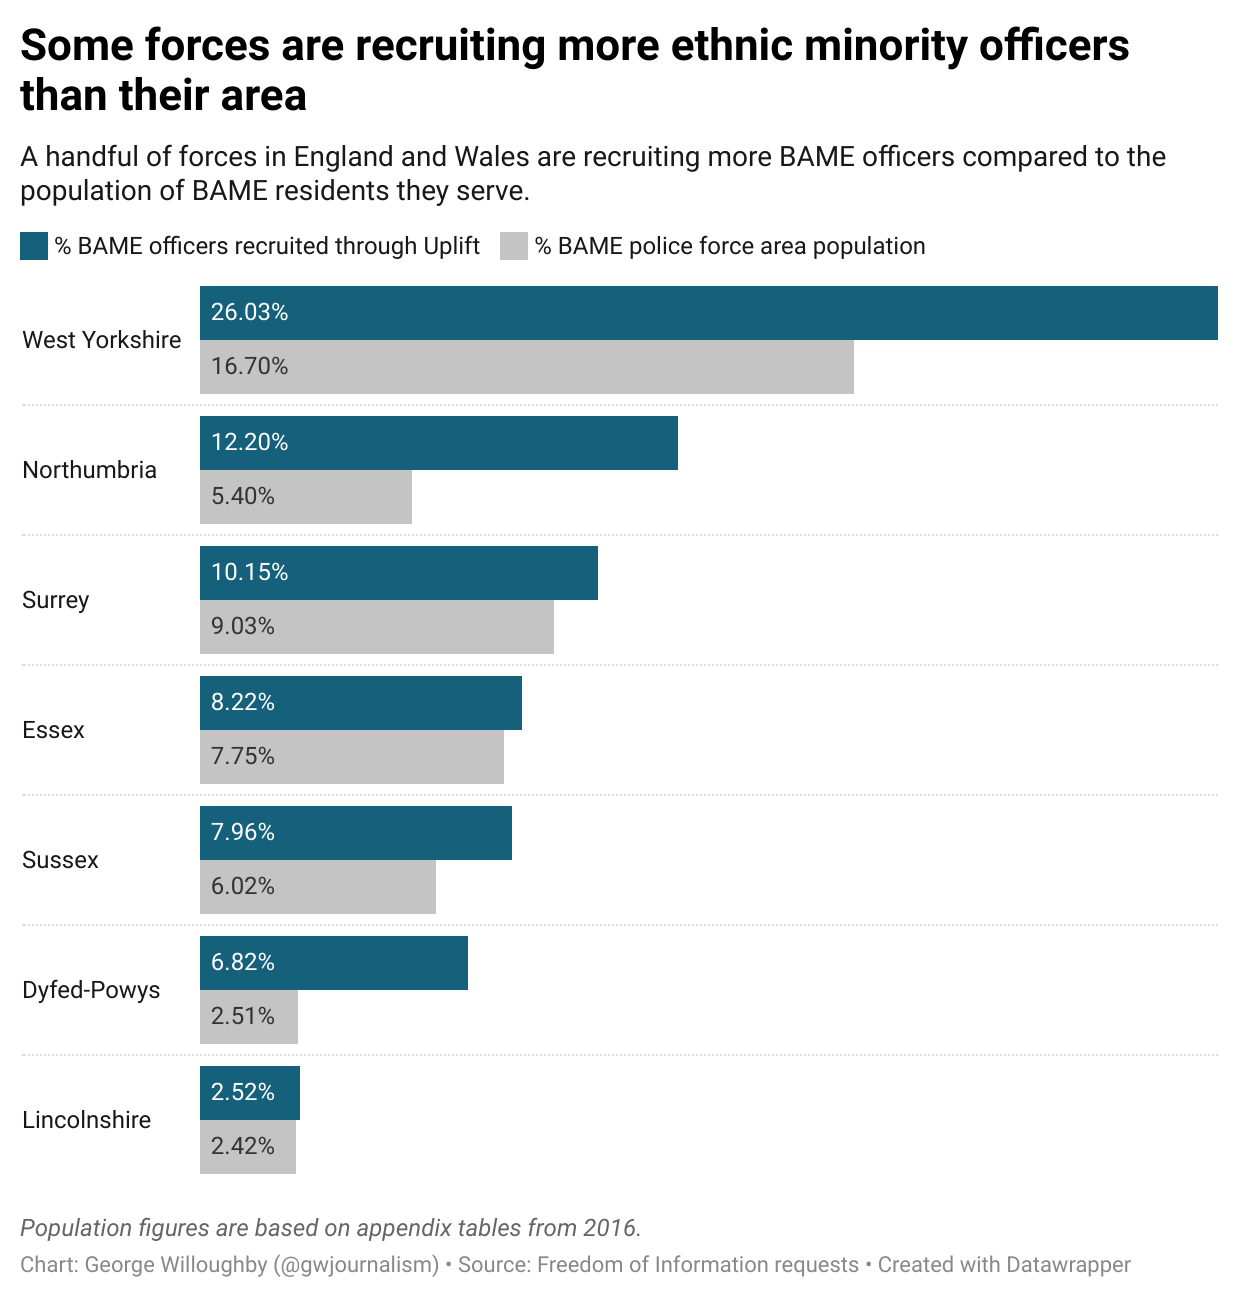 Some forces are recruiting more ethnic minority officers
than their area
A handful of forces in England and Wales are recruiting more BAME officers compared to the
population of BAME residents they serve.
% BAME officers recruited through Uplift % BAME police force area population
West Yorkshire
26.03%
16.70%
Northumbria
12.20%
5.40%
Surrey
10.15%
9.03%
Essex
8.22%
7.75%
Sussex
7.96%
6.02%
Dyfed-Powys
6.82%
2.51%
Lincolnshire
2.52%
2.42%
Population figures are based on appendix tables from 2016.
Chart: George Willoughby (@gwjournalism) • Source: Freedom of Information requests • Created with Datawrapper